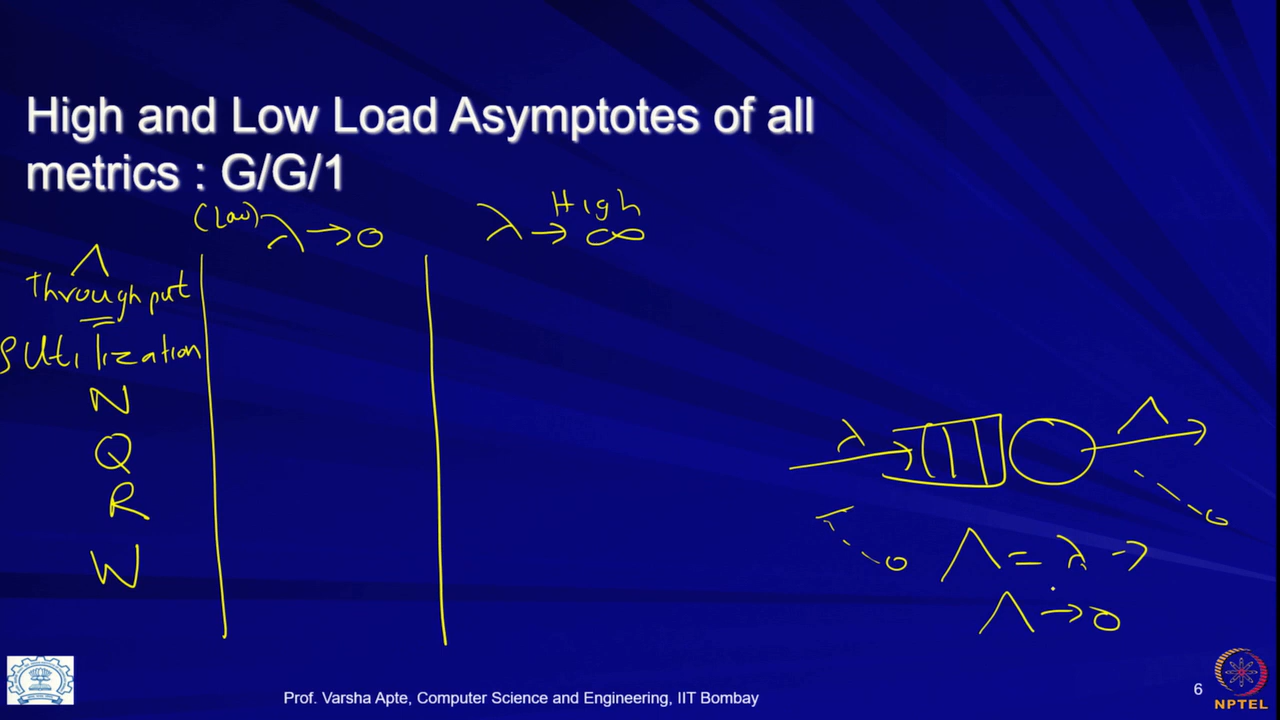 High and Low Load Asymptotes of all
metrics : G/G/1
(Low) λ→0
High
λ→∞
Λ
Throughput
ρ Utilization
N
Q
R
W
λ
Λ
0
0
Λ = λ →
Λ → 0
Prof. Varsha Apte, Computer Science and Engineering, IIT Bombay
6
NPTEL